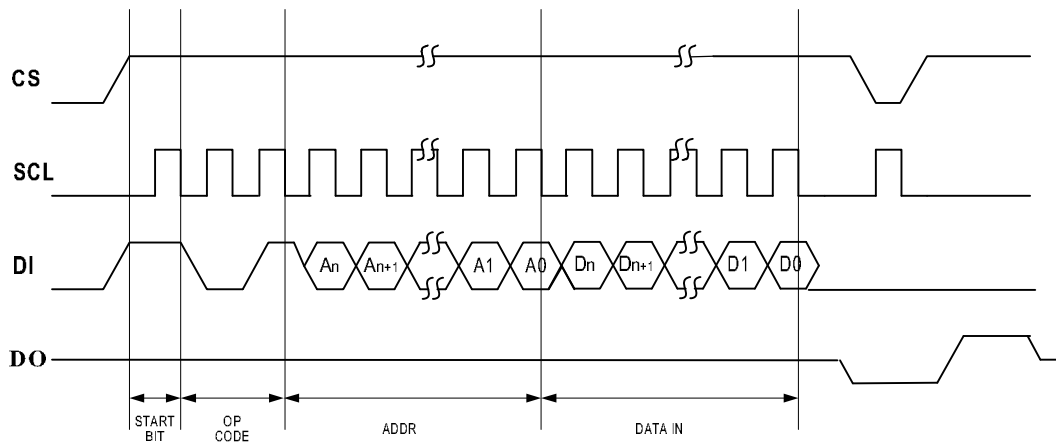 CS
SCL
DI
An An+1 A1 A0 Dn Dn+1 D1 D0
DO
START BIT
OP CODE
ADDR
DATA IN